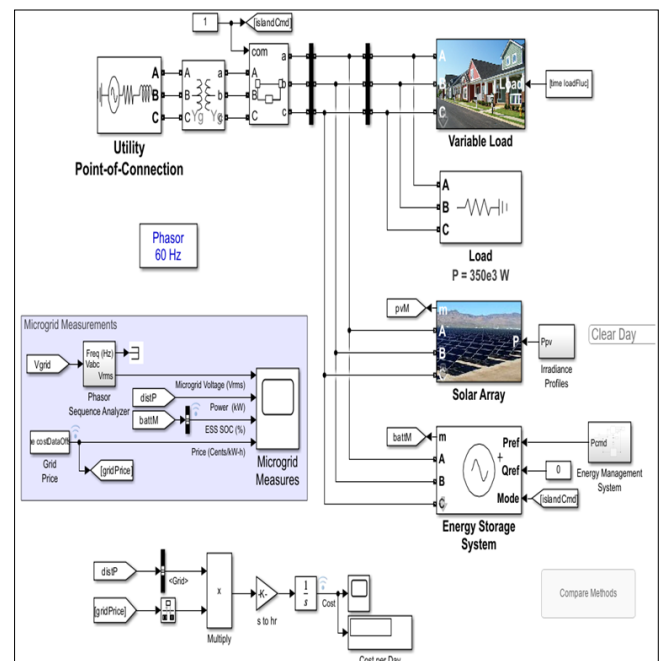 1
[islandCmd]
com
A
B
C
A
B
C
a
b
c
Yg
Yg
A
B
C
a
b
c
Utility
Point-of-Connection
A
C
Load
Variable Load
[time loadFluc]
A
B
C
Load
P = 350e3 W
Phasor
60 Hz
pvM
m
A
B
C
P
Solar Array
Ppv
Irradiance
Profiles
Clear Day
Microgrid Measurements
Vgrid
Freq (Hz)
Vabc
Vrms
Phasor
Sequence Analyzer
Microgrid Voltage (Vrms)
distP
Power (kW)
battM
ESS SOC (%)
Price (Cents/kW-h)
e costDataOff
Grid
Price
[gridPrice]
Microgrid
Measures
battM
m
A
B
C
Pref
Qref
Mode
Energy Storage
System
Pcmd
Energy Management
System
0
[islandCmd]
distP
<Grid>
[gridPrice]
x
Multiply
-K-
s to hr
1
s
Cost
Cost per Day
Compare Methods